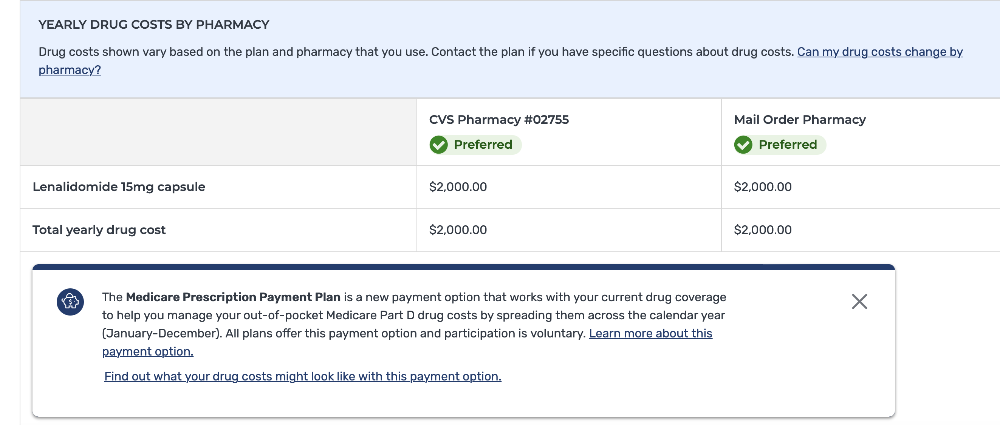 YEARLY DRUG COSTS BY PHARMACY
Drug costs shown vary based on the plan and pharmacy that you use. Contact the plan if you have specific questions about drug costs. Can my drug costs change by
pharmacy?
CVS Pharmacy #02755 Mail Order Pharmacy
Preferred Preferred
Lenalidomide 15mg capsule $2,000.00 $2,000.00
Total yearly drug cost $2,000.00 $2,000.00
The Medicare Prescription Payment Plan is a new payment option that works with your current drug coverage
to help you manage your out-of-pocket Medicare Part D drug costs by spreading them across the calendar year
(January-December). All plans offer this payment option and participation is voluntary. Learn more about this
payment option.
Find out what your drug costs might look like with this payment option.